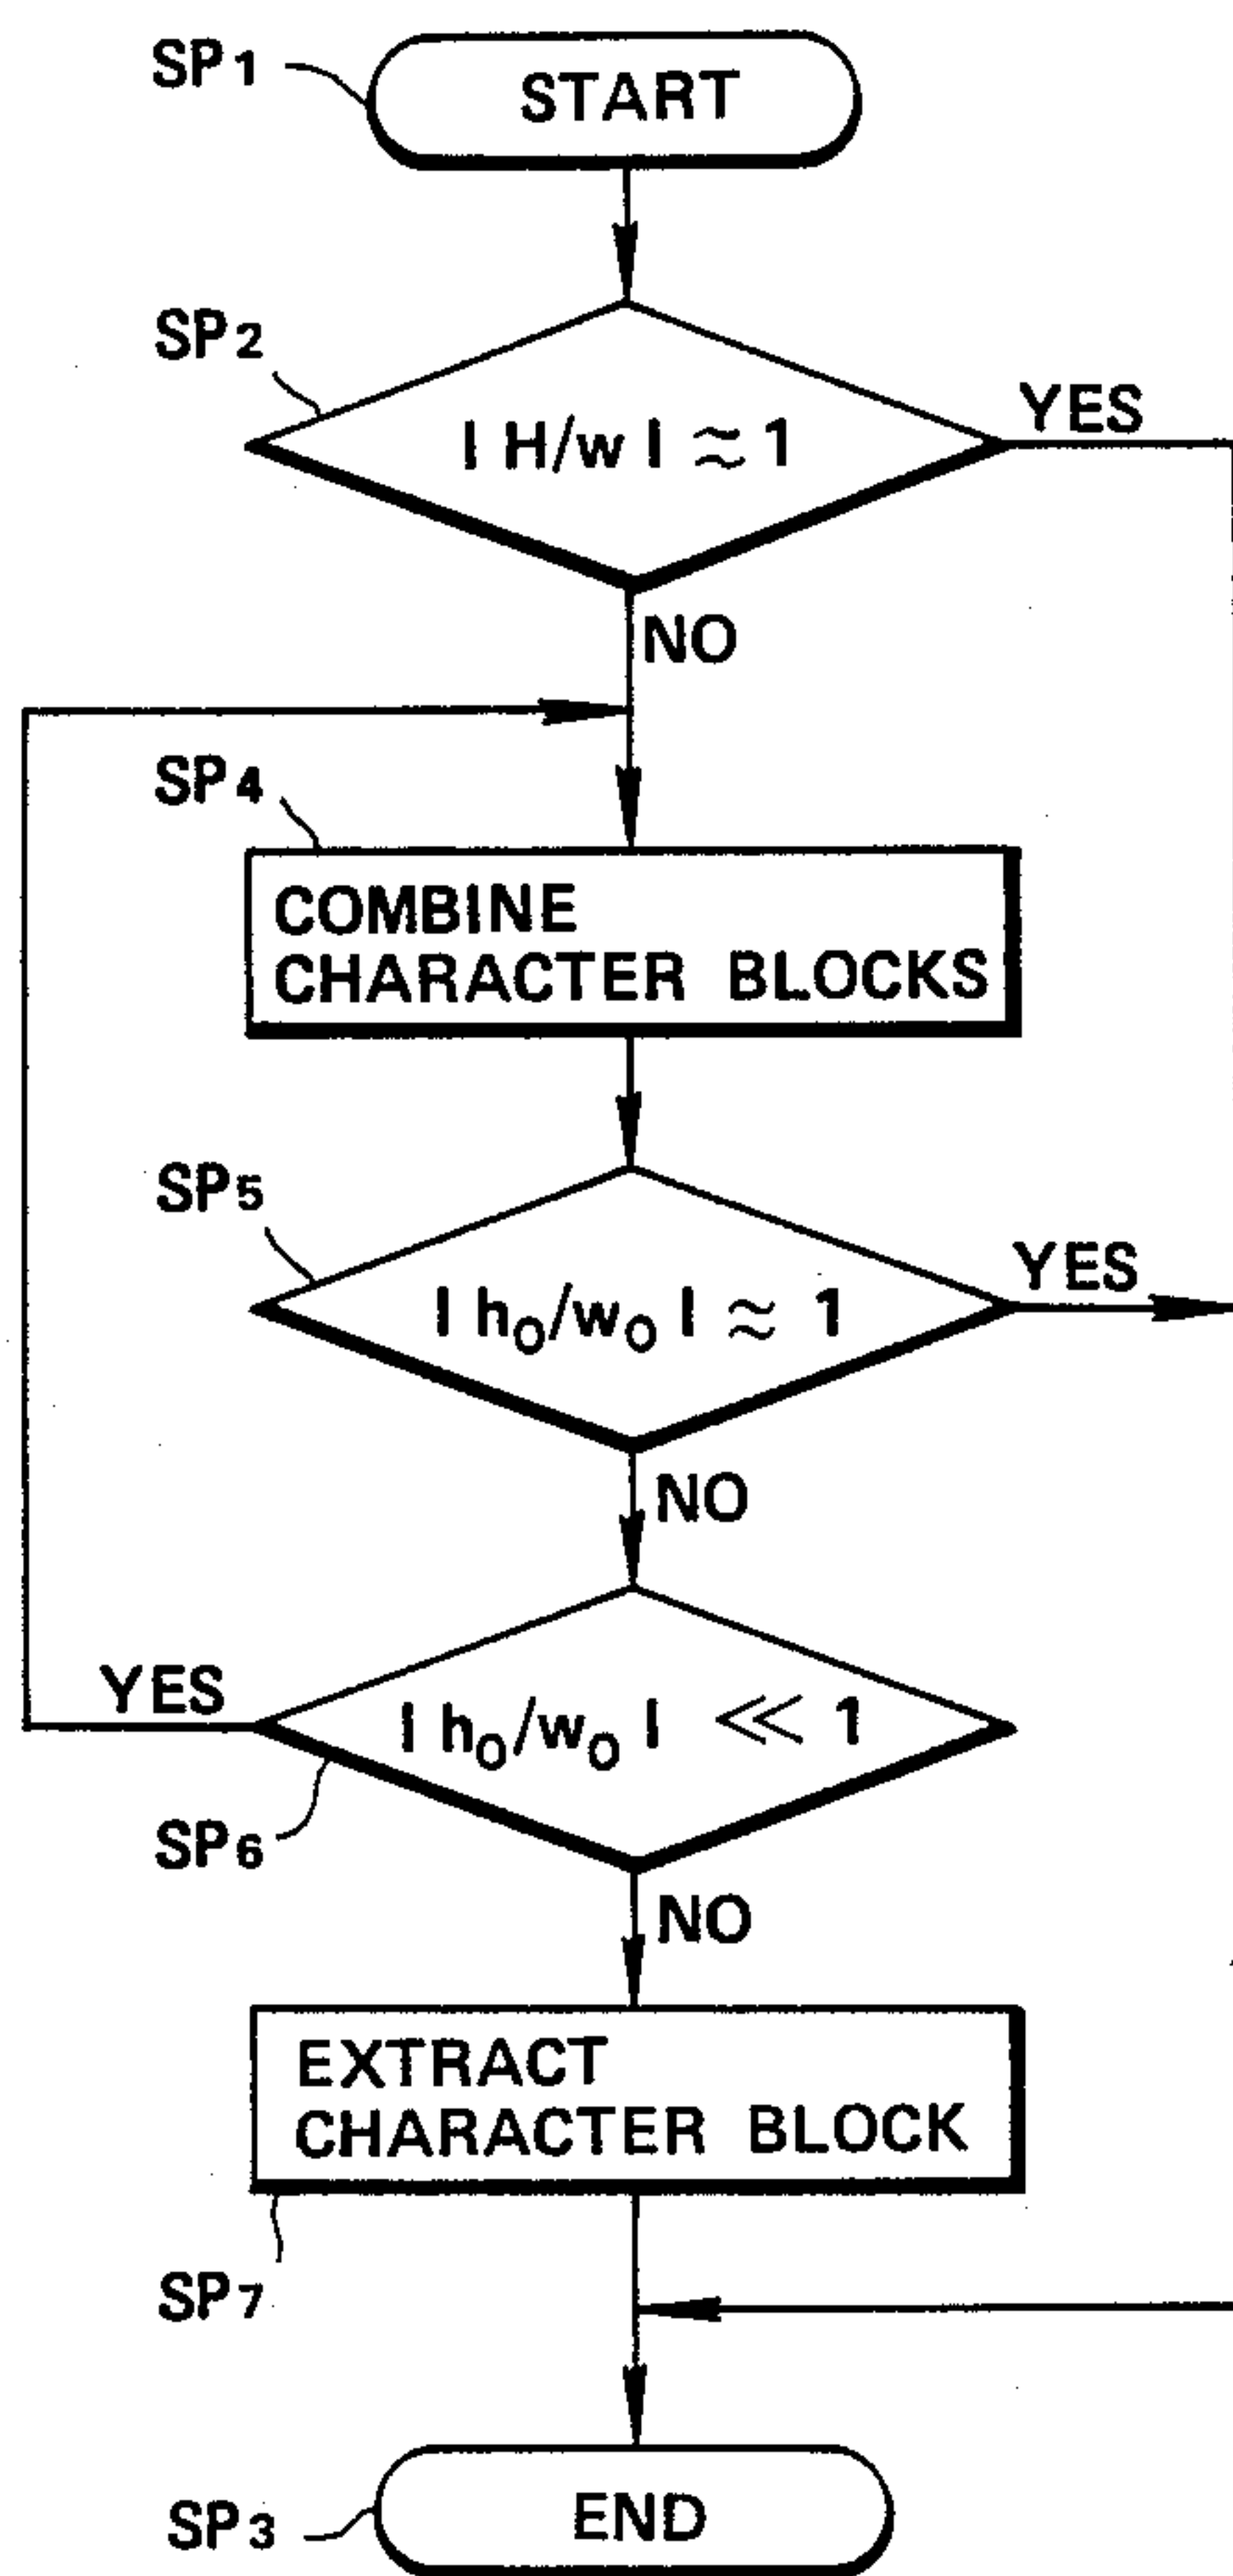 SP1
START
SP2
| H/w | ≈ 1
YES
NO
SP4
COMBINE
CHARACTER BLOCKS
SP5
| h0/w0 | ≈ 1
YES
NO
YES
| h0/w0 | ≪ 1
SP6
NO
EXTRACT
CHARACTER BLOCK
SP7
SP3
END